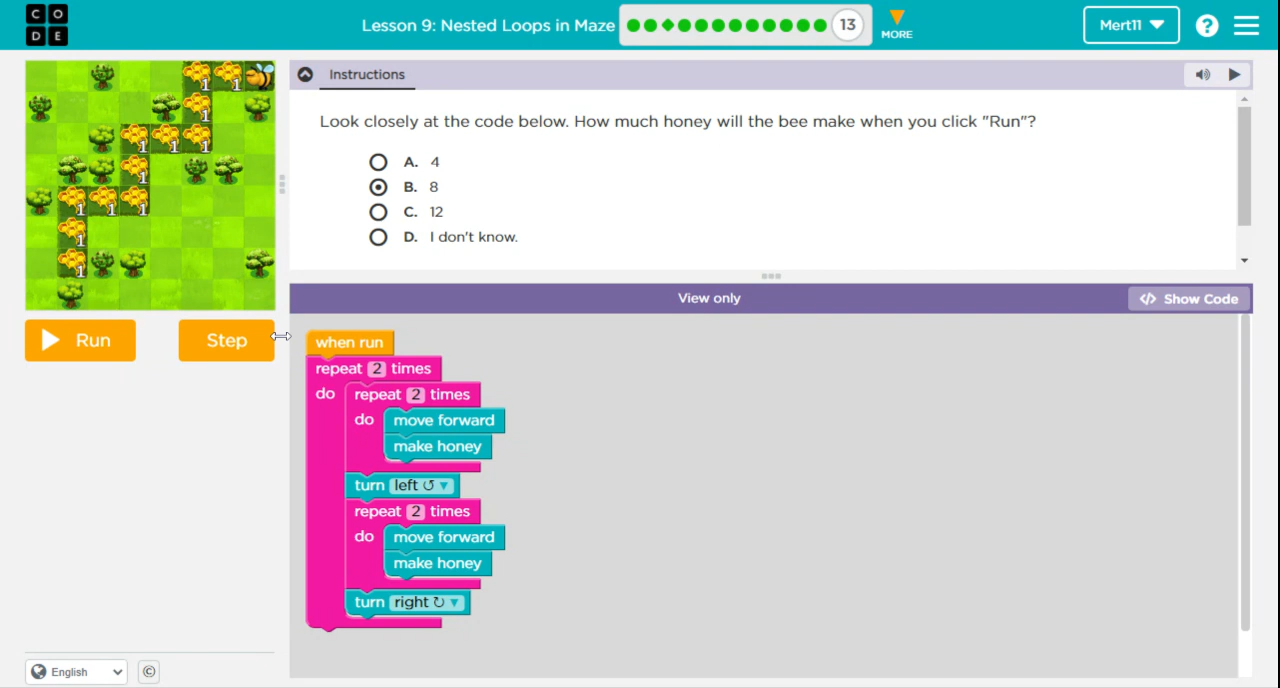 C O
D E
Lesson 9: Nested Loops in Maze
13
MORE
Mert11
?
Instructions
Look closely at the code below. How much honey will the bee make when you click "Run"?
A. 4
B. 8
C. 12
D. I don't know.
1 1
1
1 1 1
1
1 1 1
1
1
Run
Step
View only
</> Show Code
when run
repeat 2 times
do repeat 2 times
do move forward
make honey
turn left ↺ ▼
repeat 2 times
do move forward
make honey
turn right ↻ ▼
English
©